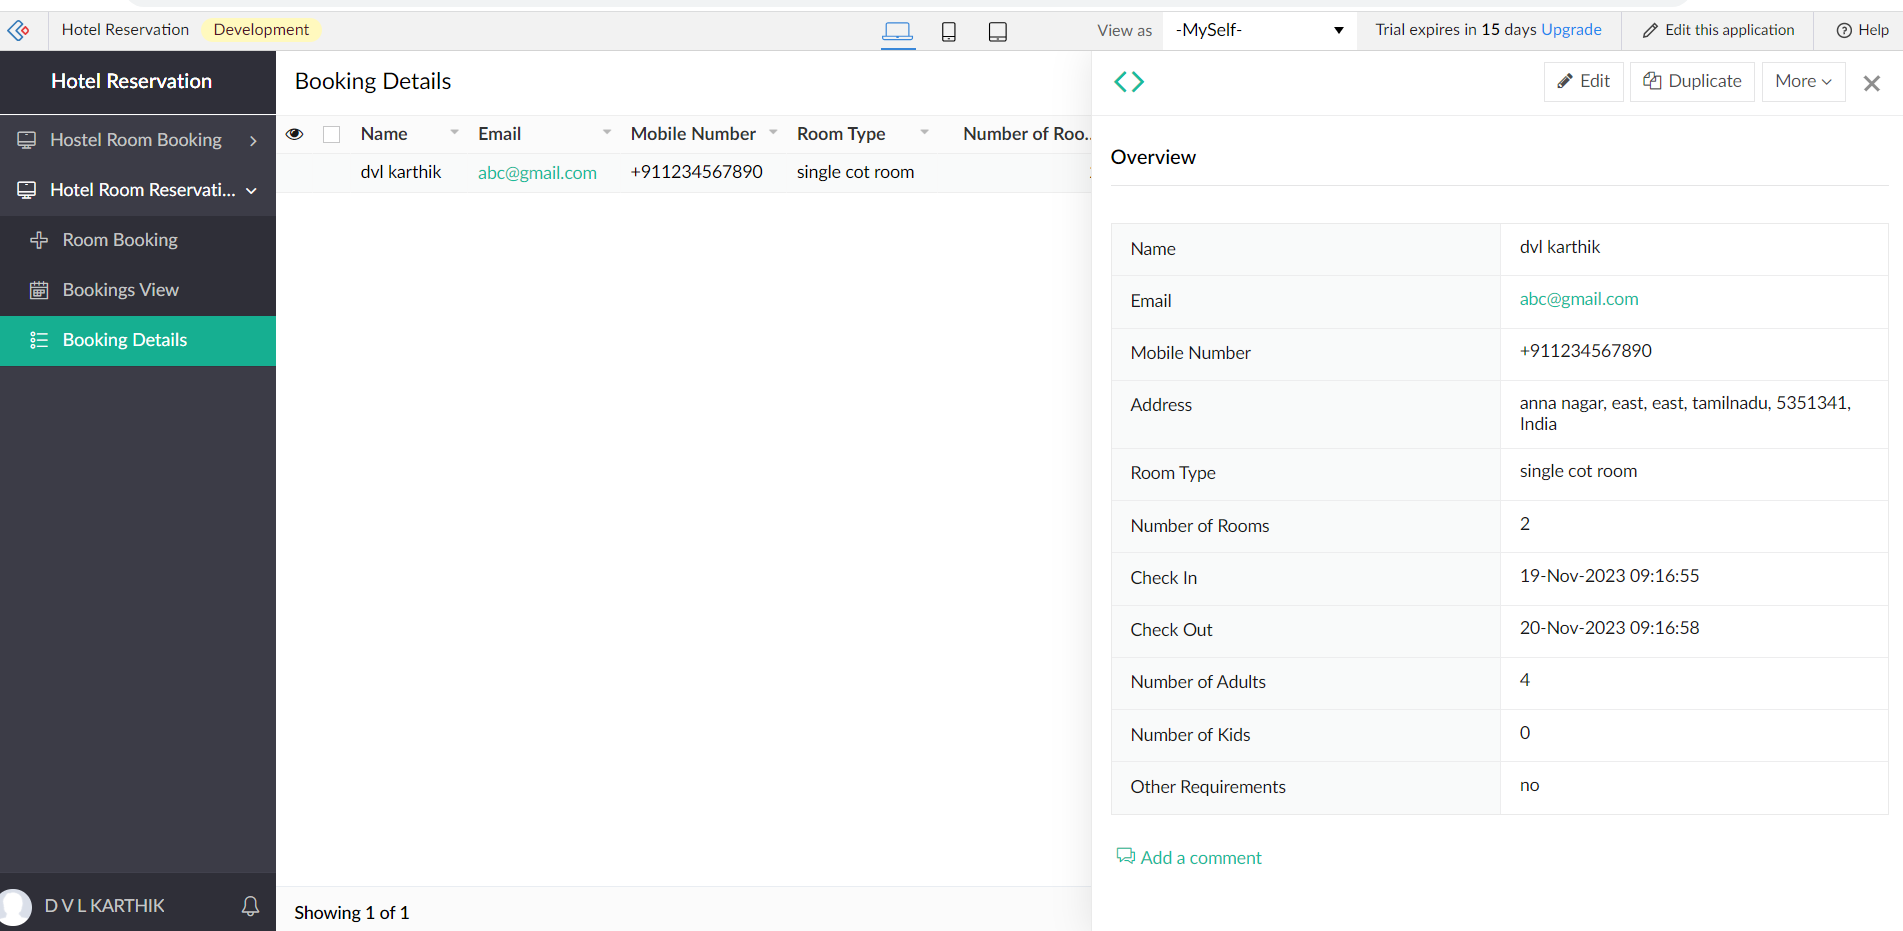 Hotel Reservation Development View as -MySelf- Trial expires in 15 days Upgrade Edit this application Help
Hotel Reservation
Hostel Room Booking
Hotel Room Reservati...
Room Booking
Bookings View
Booking Details
D V L KARTHIK
Booking Details
Name Email Mobile Number Room Type Number of Roo..
dvl karthik abc@gmail.com +911234567890 single cot room
Showing 1 of 1
Edit Duplicate More
Overview
Name dvl karthik
Email abc@gmail.com
Mobile Number +911234567890
Address anna nagar, east, east, tamilnadu, 5351341,
India
Room Type single cot room
Number of Rooms 2
Check In 19-Nov-2023 09:16:55
Check Out 20-Nov-2023 09:16:58
Number of Adults 4
Number of Kids 0
Other Requirements no
Add a comment